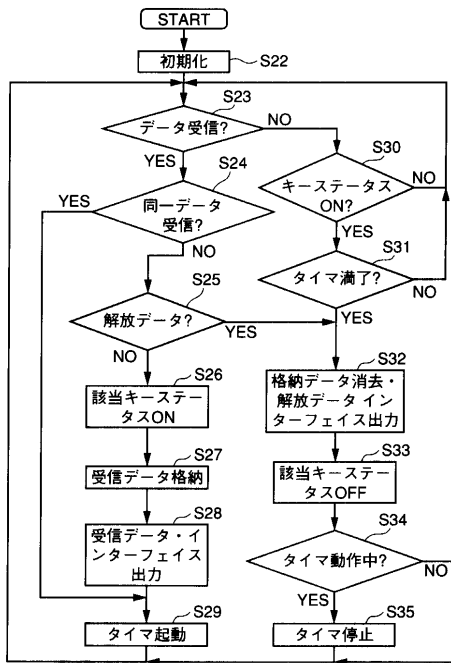 START
初期化
S22
S23
データ受信?
NO
YES
S24
S30
YES
同一データ
受信?
キーステータス
ON?
NO
NO
YES
S31
S25
タイマ満了?
NO
解放データ?
YES
YES
NO
S26
S32
該当キーステー
タスON
格納データ消去・
解放データ イン
ターフェイス出力
S27
S33
受信データ格納
該当キーステー
タスOFF
S28
S34
受信データ・イ
ンターフェイス
出力
タイマ動作中?
NO
YES
S29
S35
タイマ起動
タイマ停止